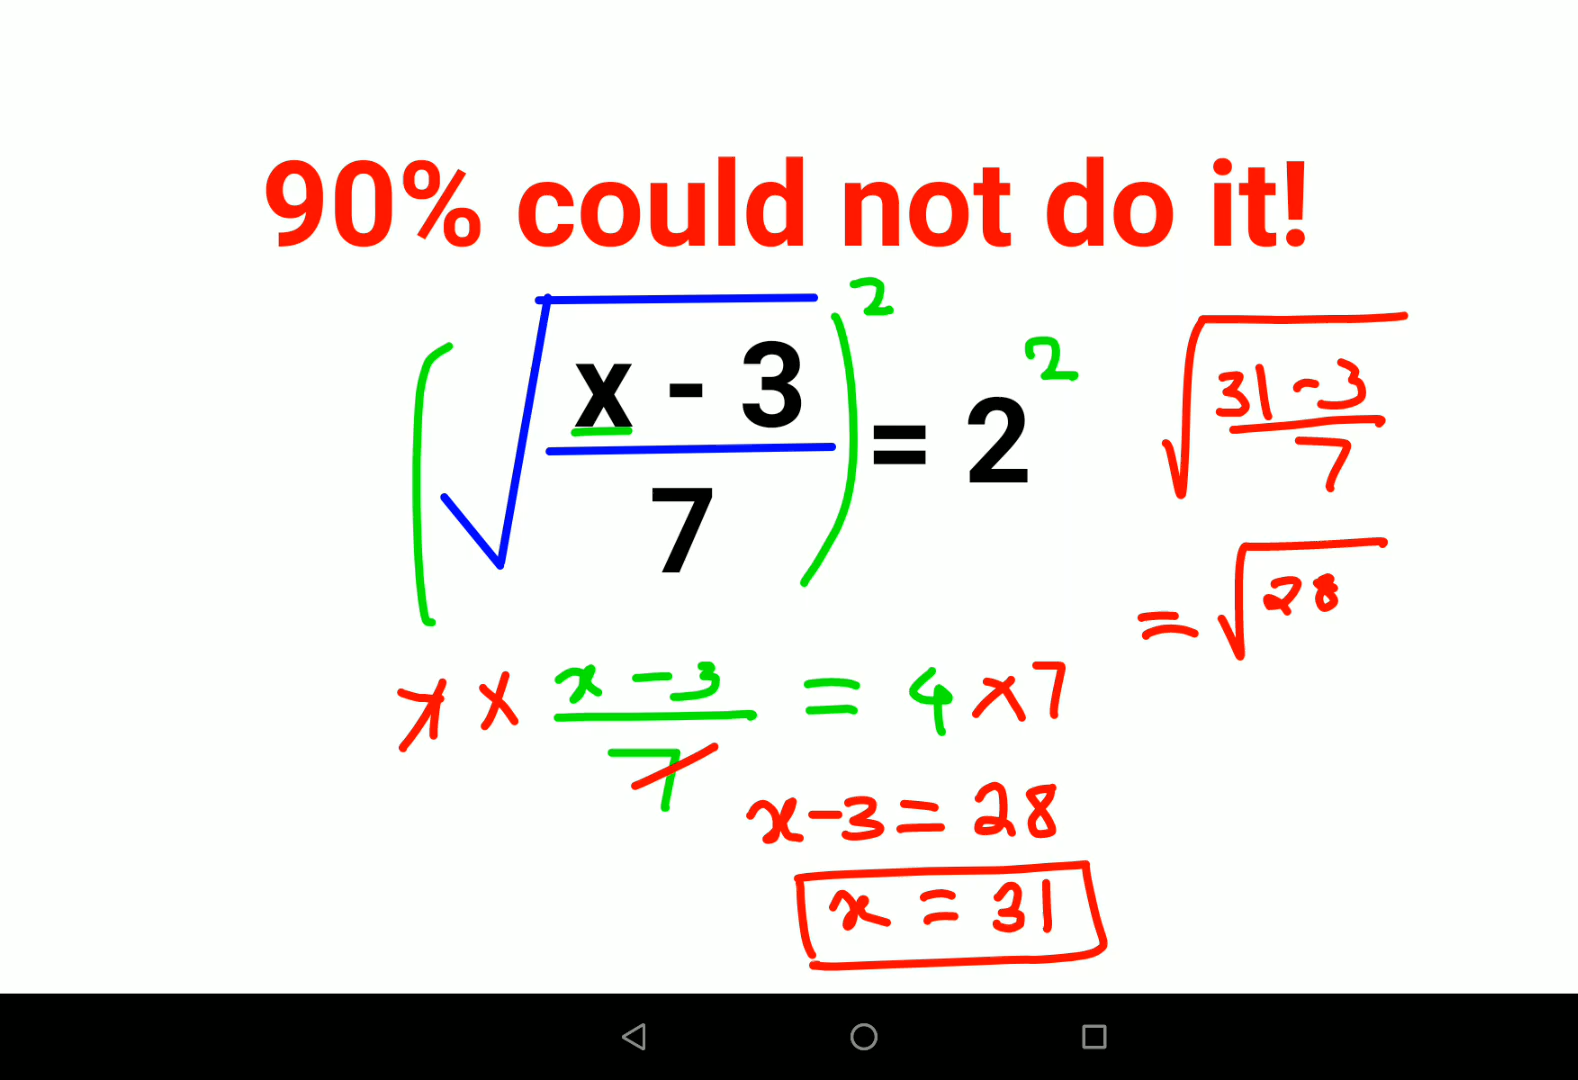 90% could not do it!
(√((x - 3)/7))² = 2²
7 × (x - 3)/7 = 4 × 7
x - 3 = 28
x = 31
√((31 - 3)/7)
= √28